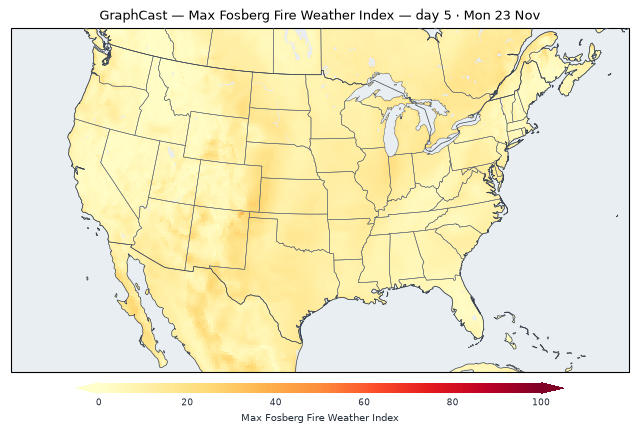 GraphCast — Max Fosberg Fire Weather Index — day 5 · Mon 23 Nov
0 20 40 60 80 100
Max Fosberg Fire Weather Index